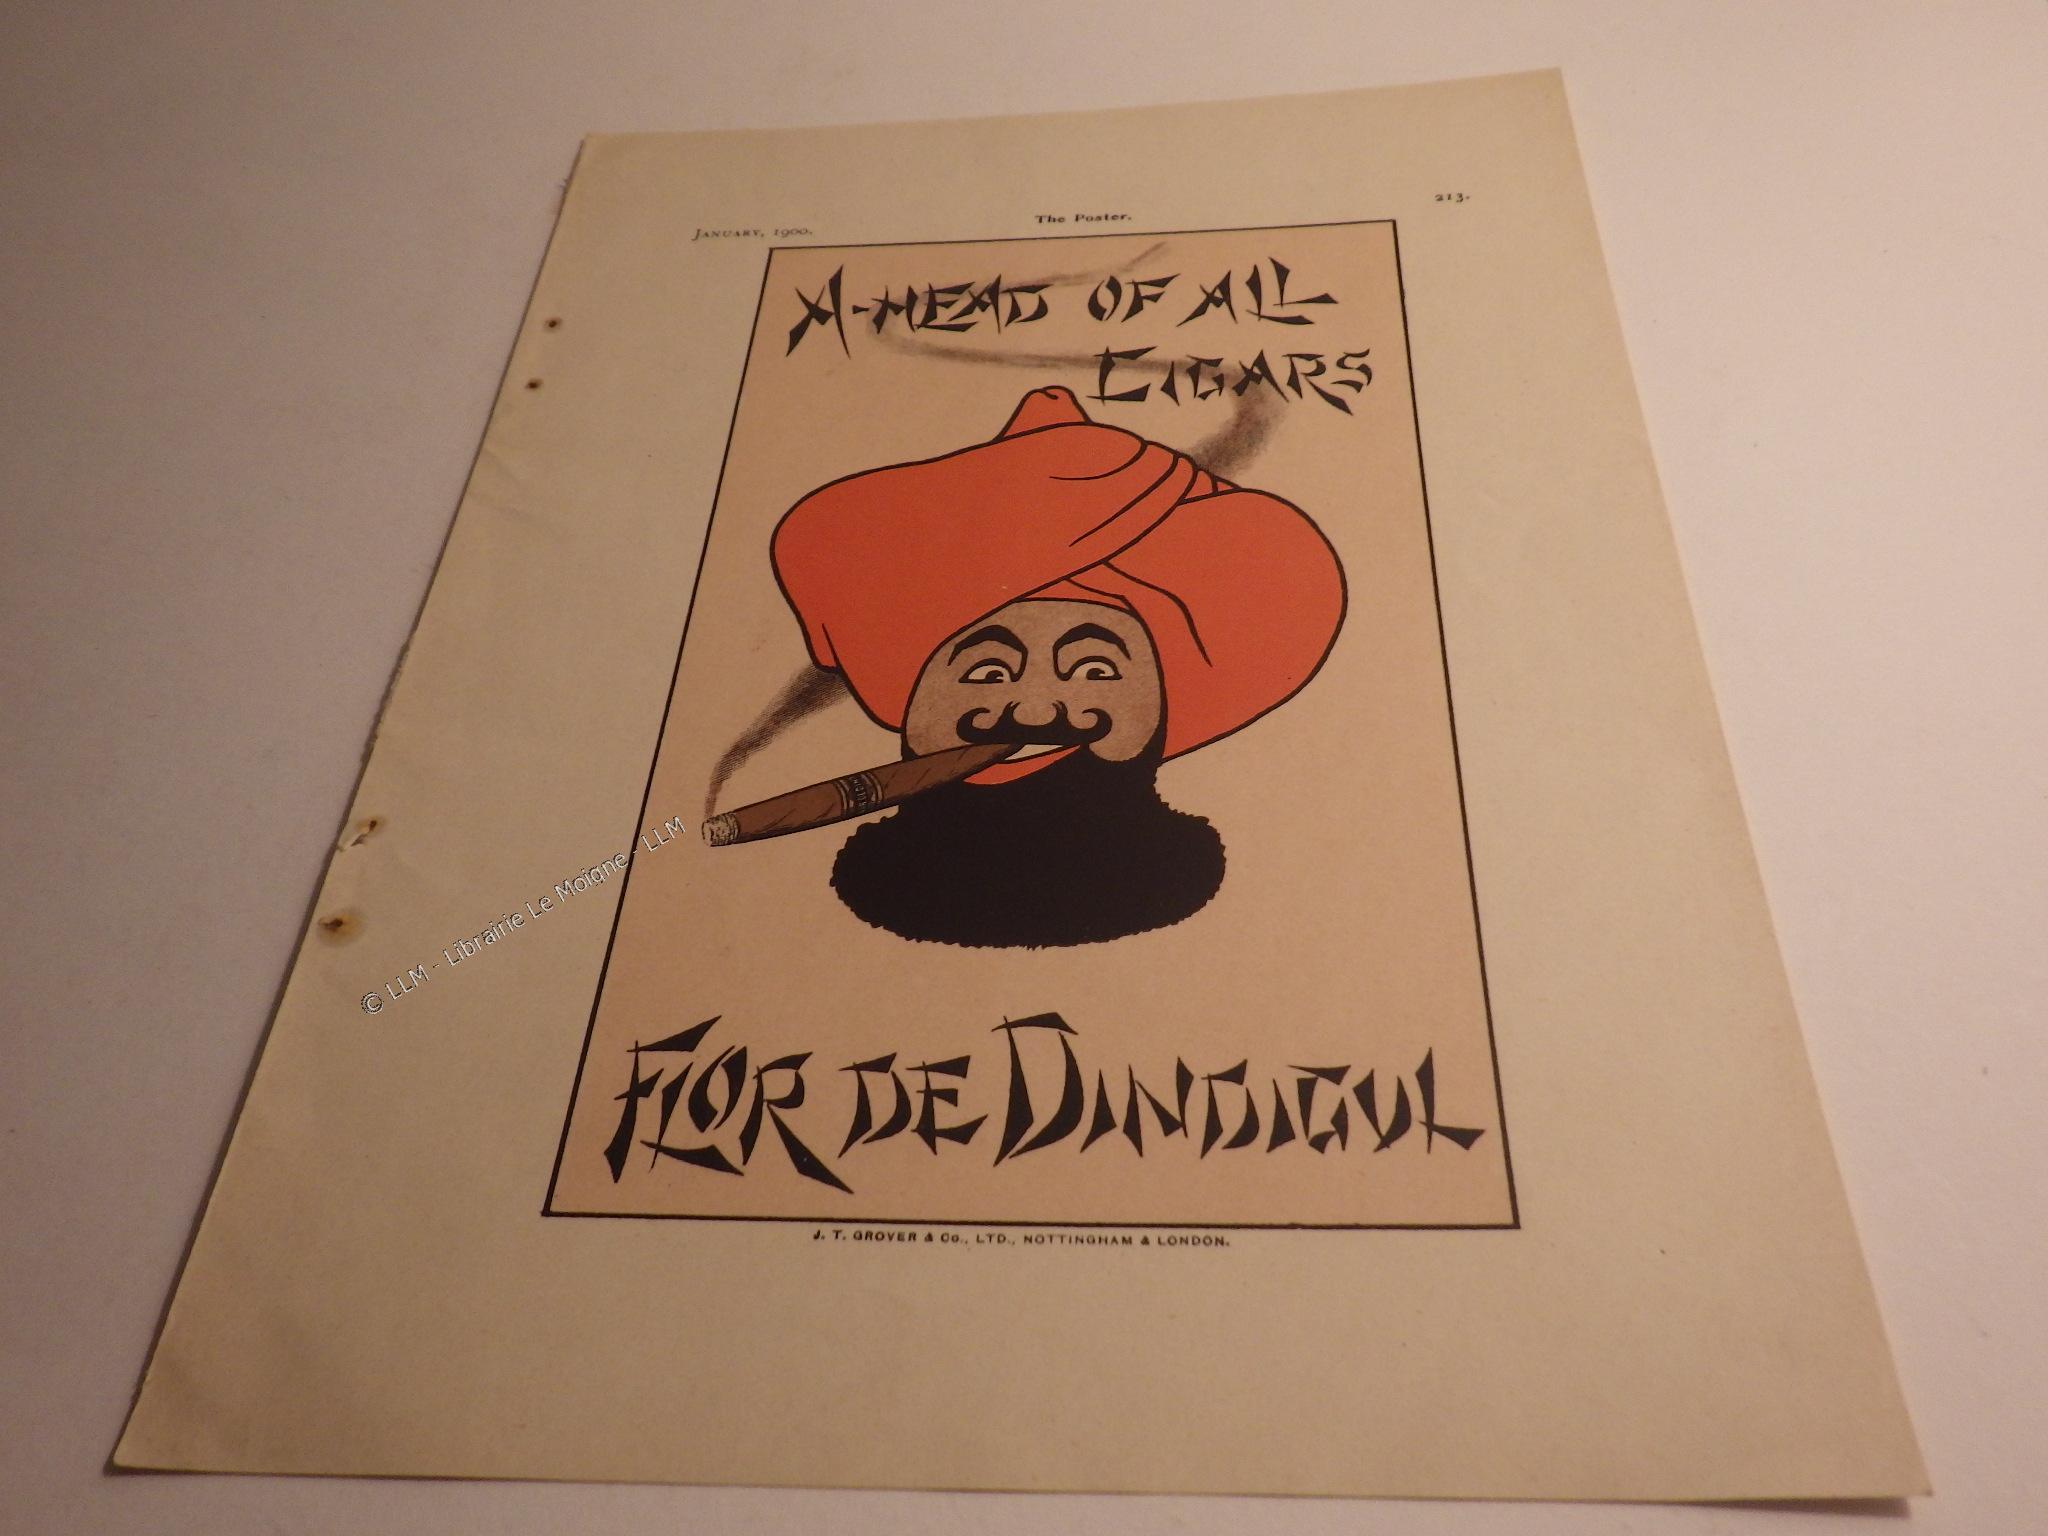 January, 1900.
The Poster.
213.
A-HEAD OF ALL
CIGARS
FLOR DE DINDIGUL
J. T. GROVER & Co., LTD., NOTTINGHAM & LONDON.
© LLM - Librairie Le Moigne - LLM